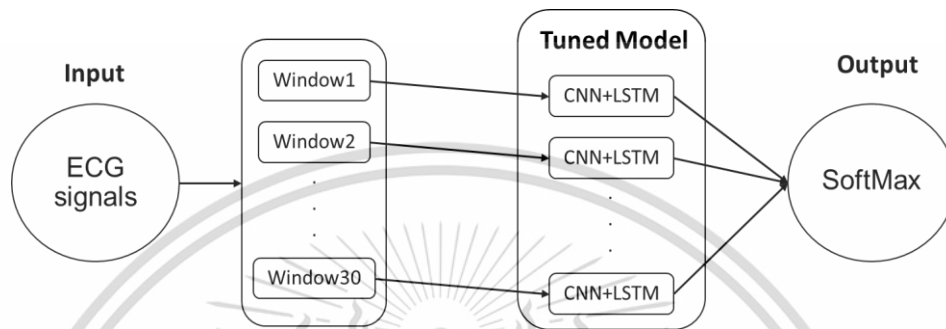 Input
ECG
signals
Window1
Window2
.
.
.
Window30
Tuned Model
CNN+LSTM
CNN+LSTM
.
.
.
CNN+LSTM
Output
SoftMax